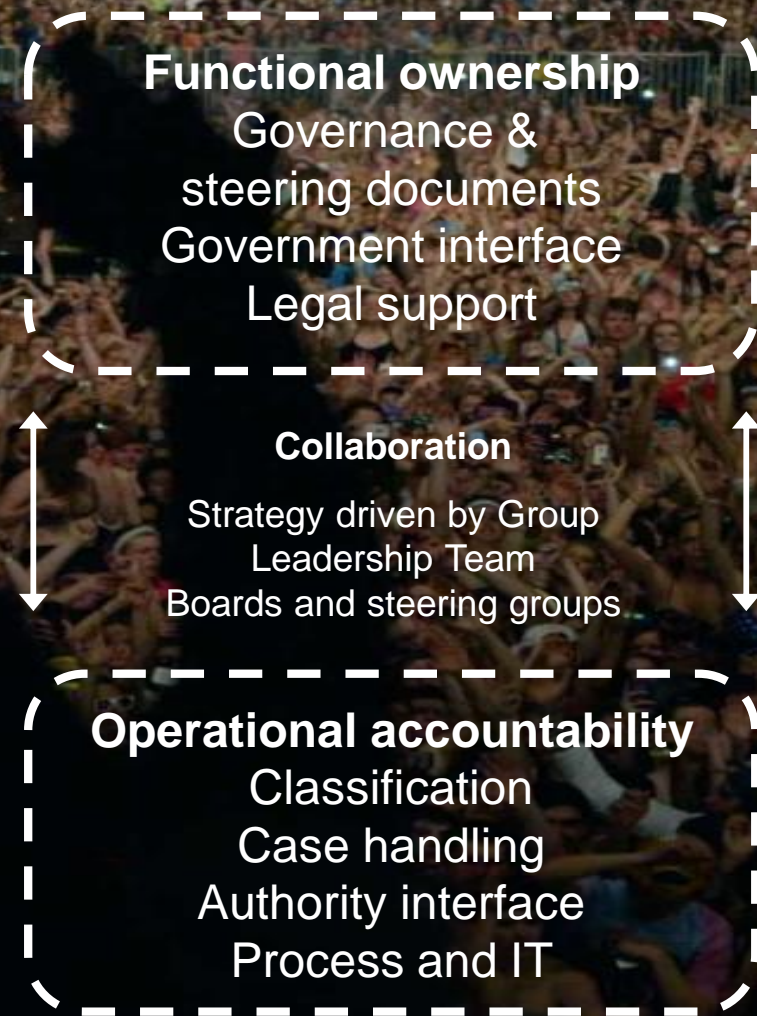 Functional ownership
Governance &
steering documents
Government interface
Legal support
Collaboration
Strategy driven by Group
Leadership Team
Boards and steering groups
Operational accountability
Classification
Case handling
Authority interface
Process and IT